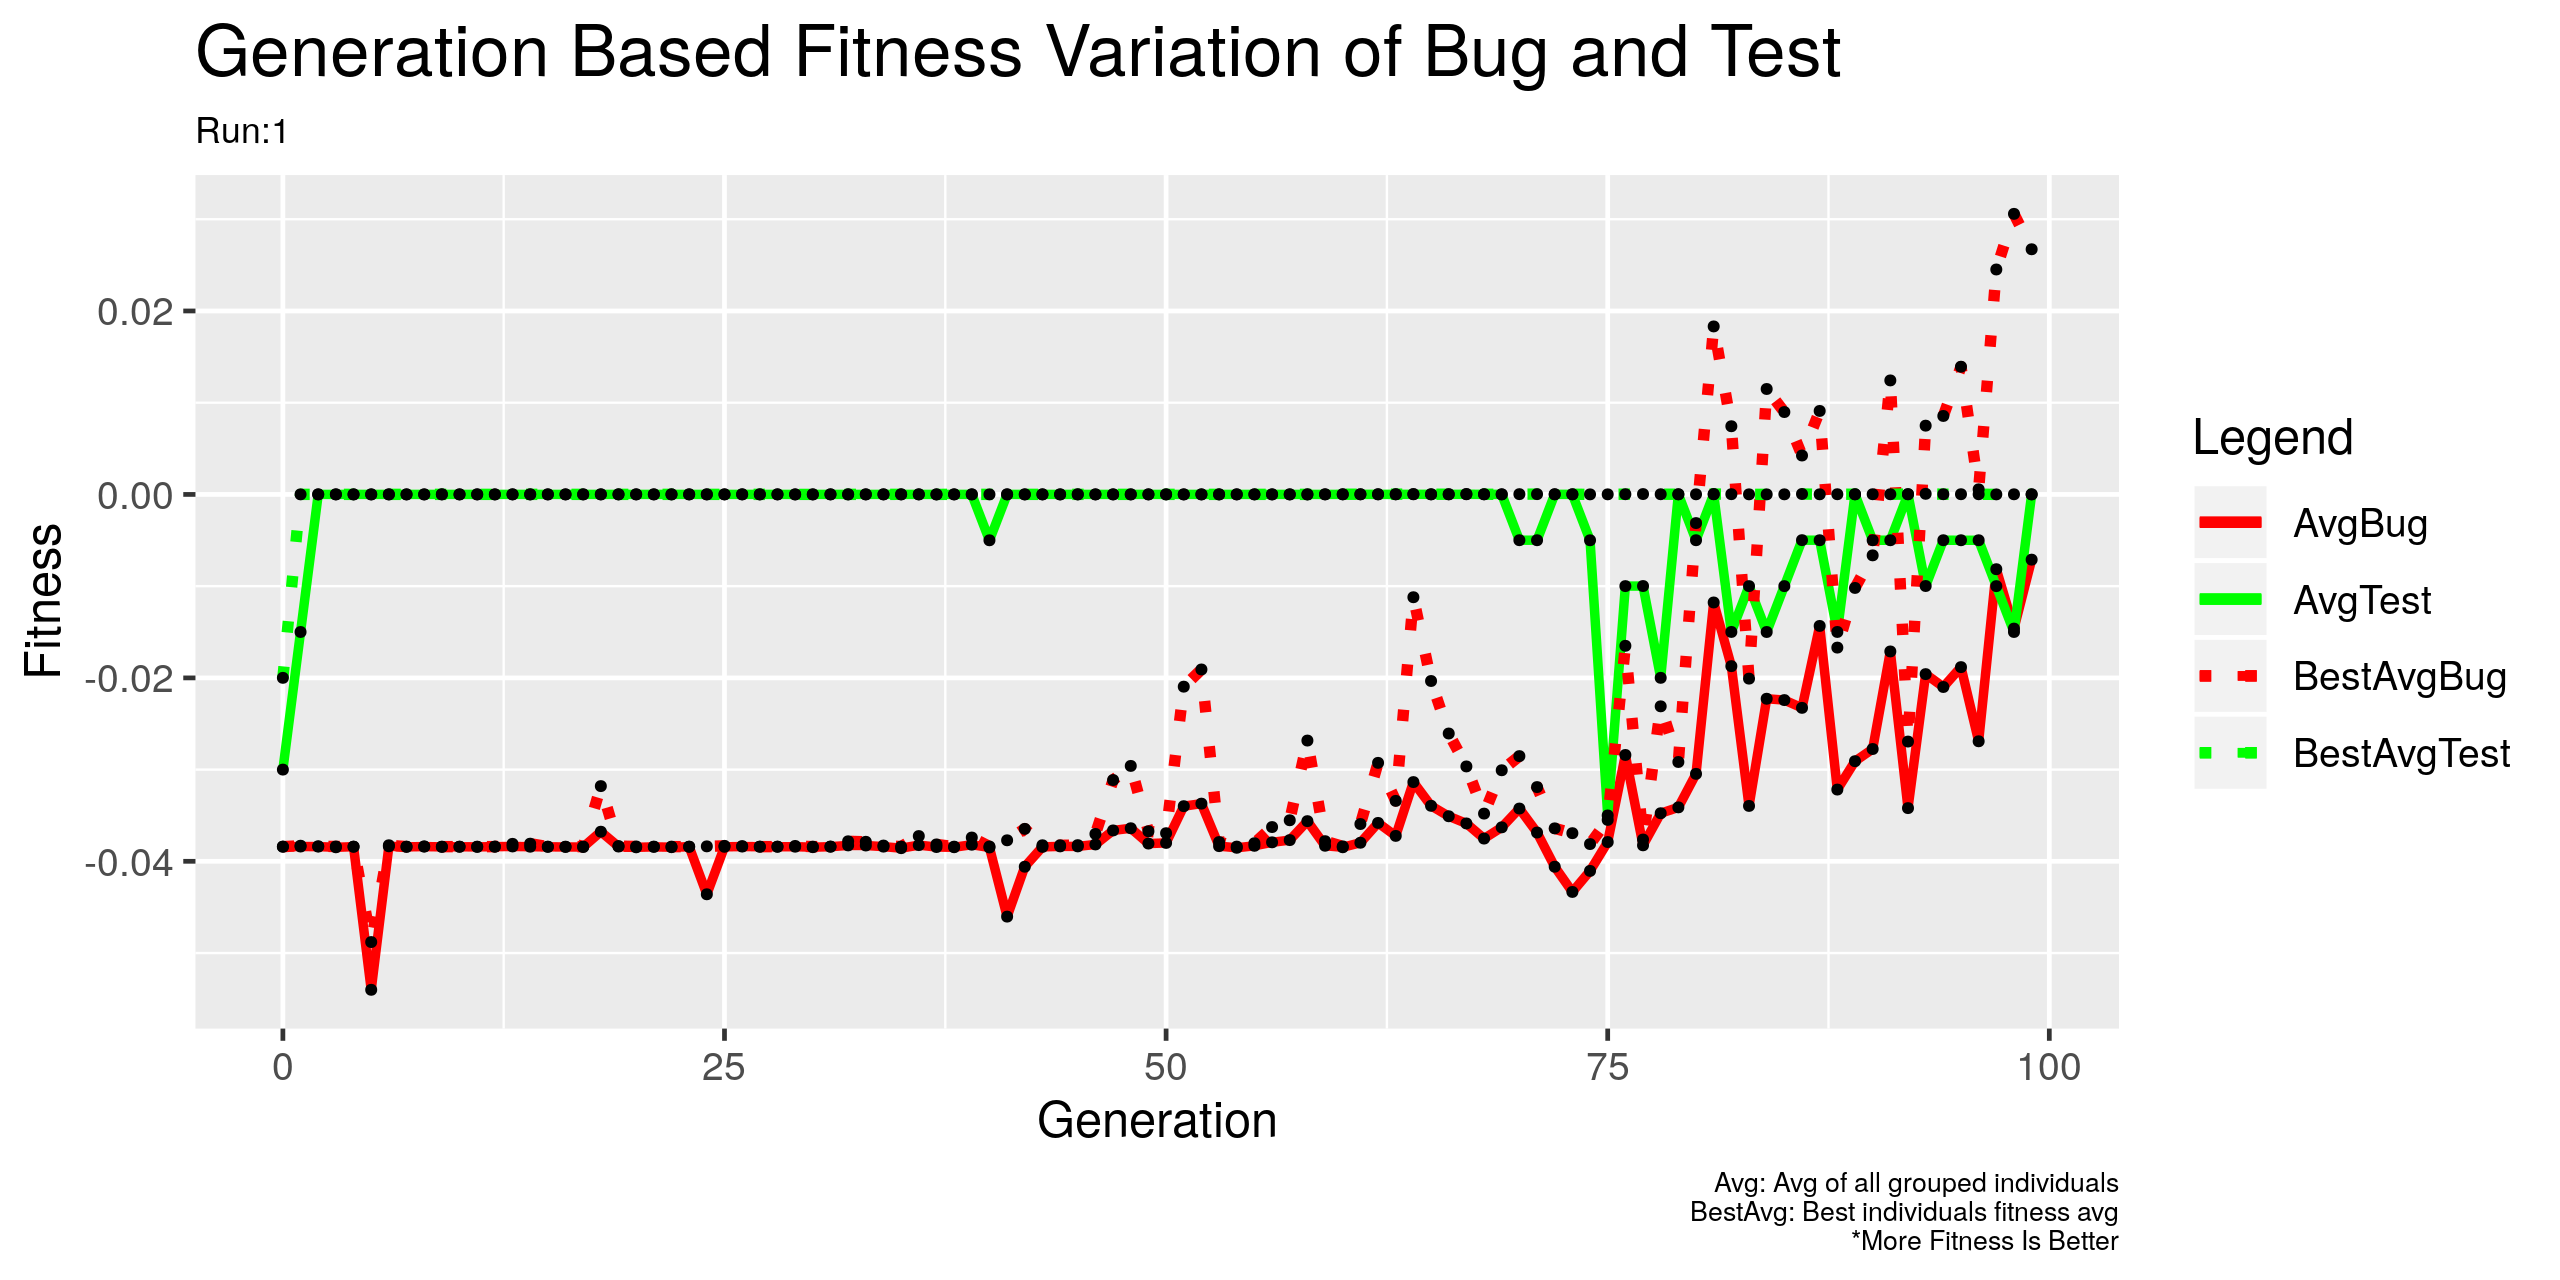 Generation Based Fitness Variation of Bug and Test
Run:1
Fitness
0.02
0.00
-0.02
-0.04
0
25
50
75
100
Generation
Legend
AvgBug
AvgTest
BestAvgBug
BestAvgTest
Avg: Avg of all grouped individuals
BestAvg: Best individuals fitness avg
*More Fitness Is Better